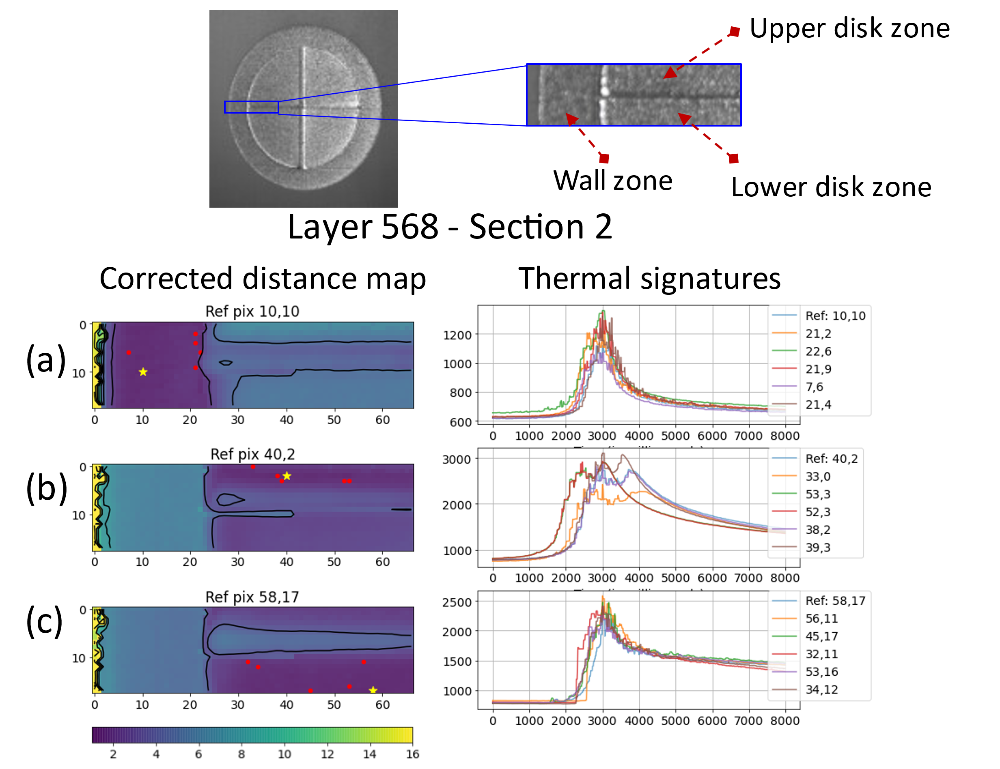 Upper disk zone
Wall zone
Lower disk zone
Layer 568 - Section 2
Corrected distance map
Thermal signatures
(a)
Ref pix 10,10
0
10
0 10 20 30 40 50 60
1200
1000
800
600
0 1000 2000 3000 4000 5000 6000 7000 8000
Ref: 10,10
21,2
22,6
21,9
7,6
21,4
(b)
Ref pix 40,2
0
10
0 10 20 30 40 50 60
3000
2000
1000
0 1000 2000 3000 4000 5000 6000 7000 8000
Ref: 40,2
33,0
53,3
52,3
38,2
39,3
(c)
Ref pix 58,17
0
10
0 10 20 30 40 50 60
2500
2000
1500
1000
0 1000 2000 3000 4000 5000 6000 7000 8000
Ref: 58,17
56,11
45,17
32,11
53,16
34,12
2 4 6 8 10 12 14 16